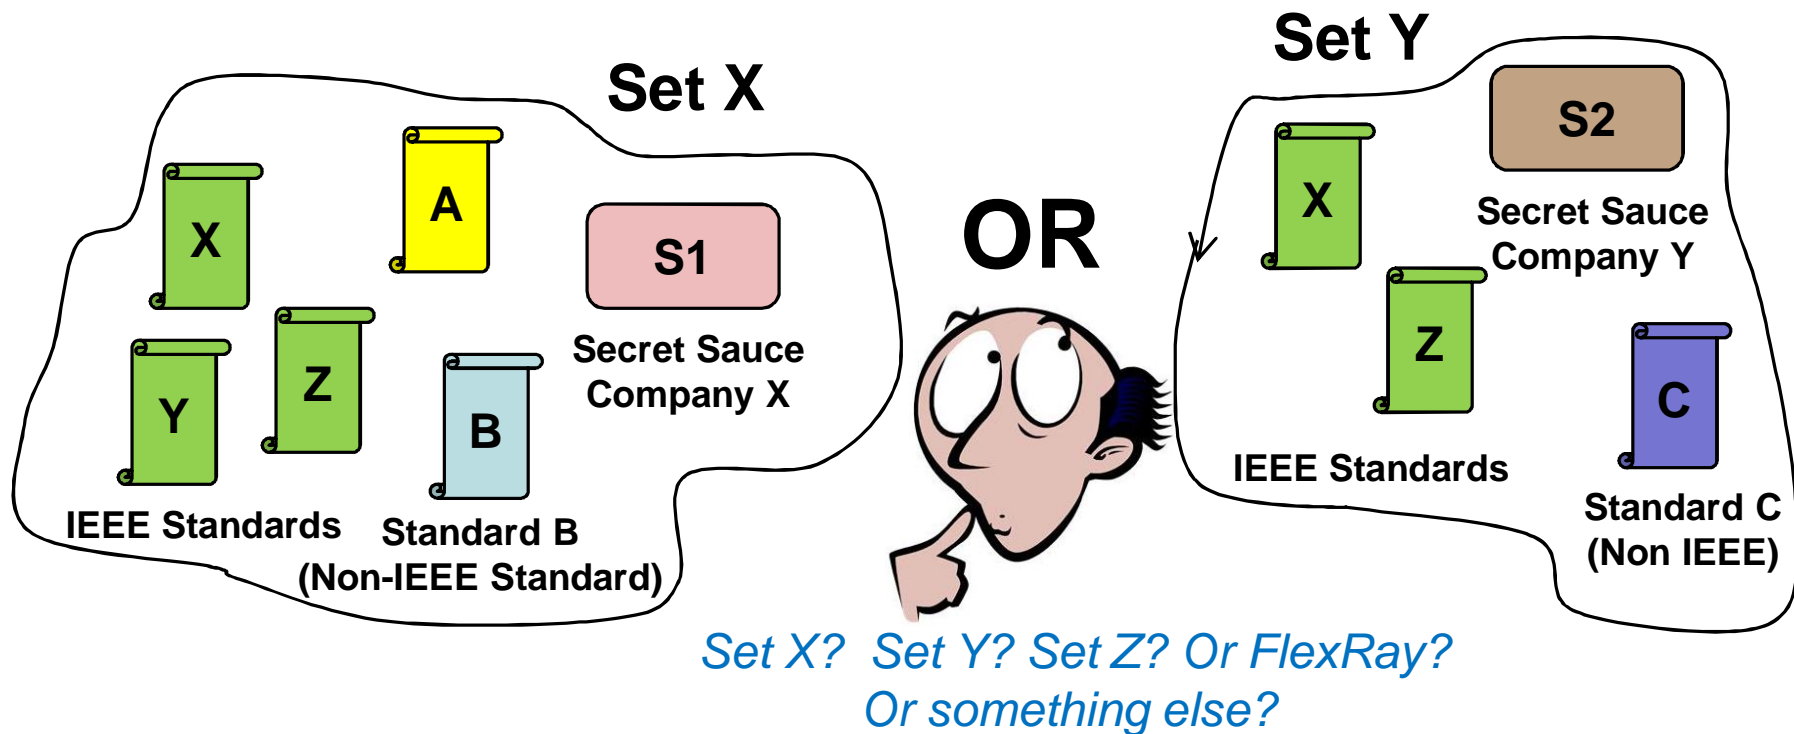 Set X
X
A
S1
Y
Z
B
Secret Sauce
Company X
IEEE Standards
Standard B
(Non-IEEE Standard)
OR
Set Y
X
S2
Secret Sauce
Company Y
Z
C
IEEE Standards
Standard C
(Non IEEE)
Set X? Set Y? Set Z? Or FlexRay?
Or something else?